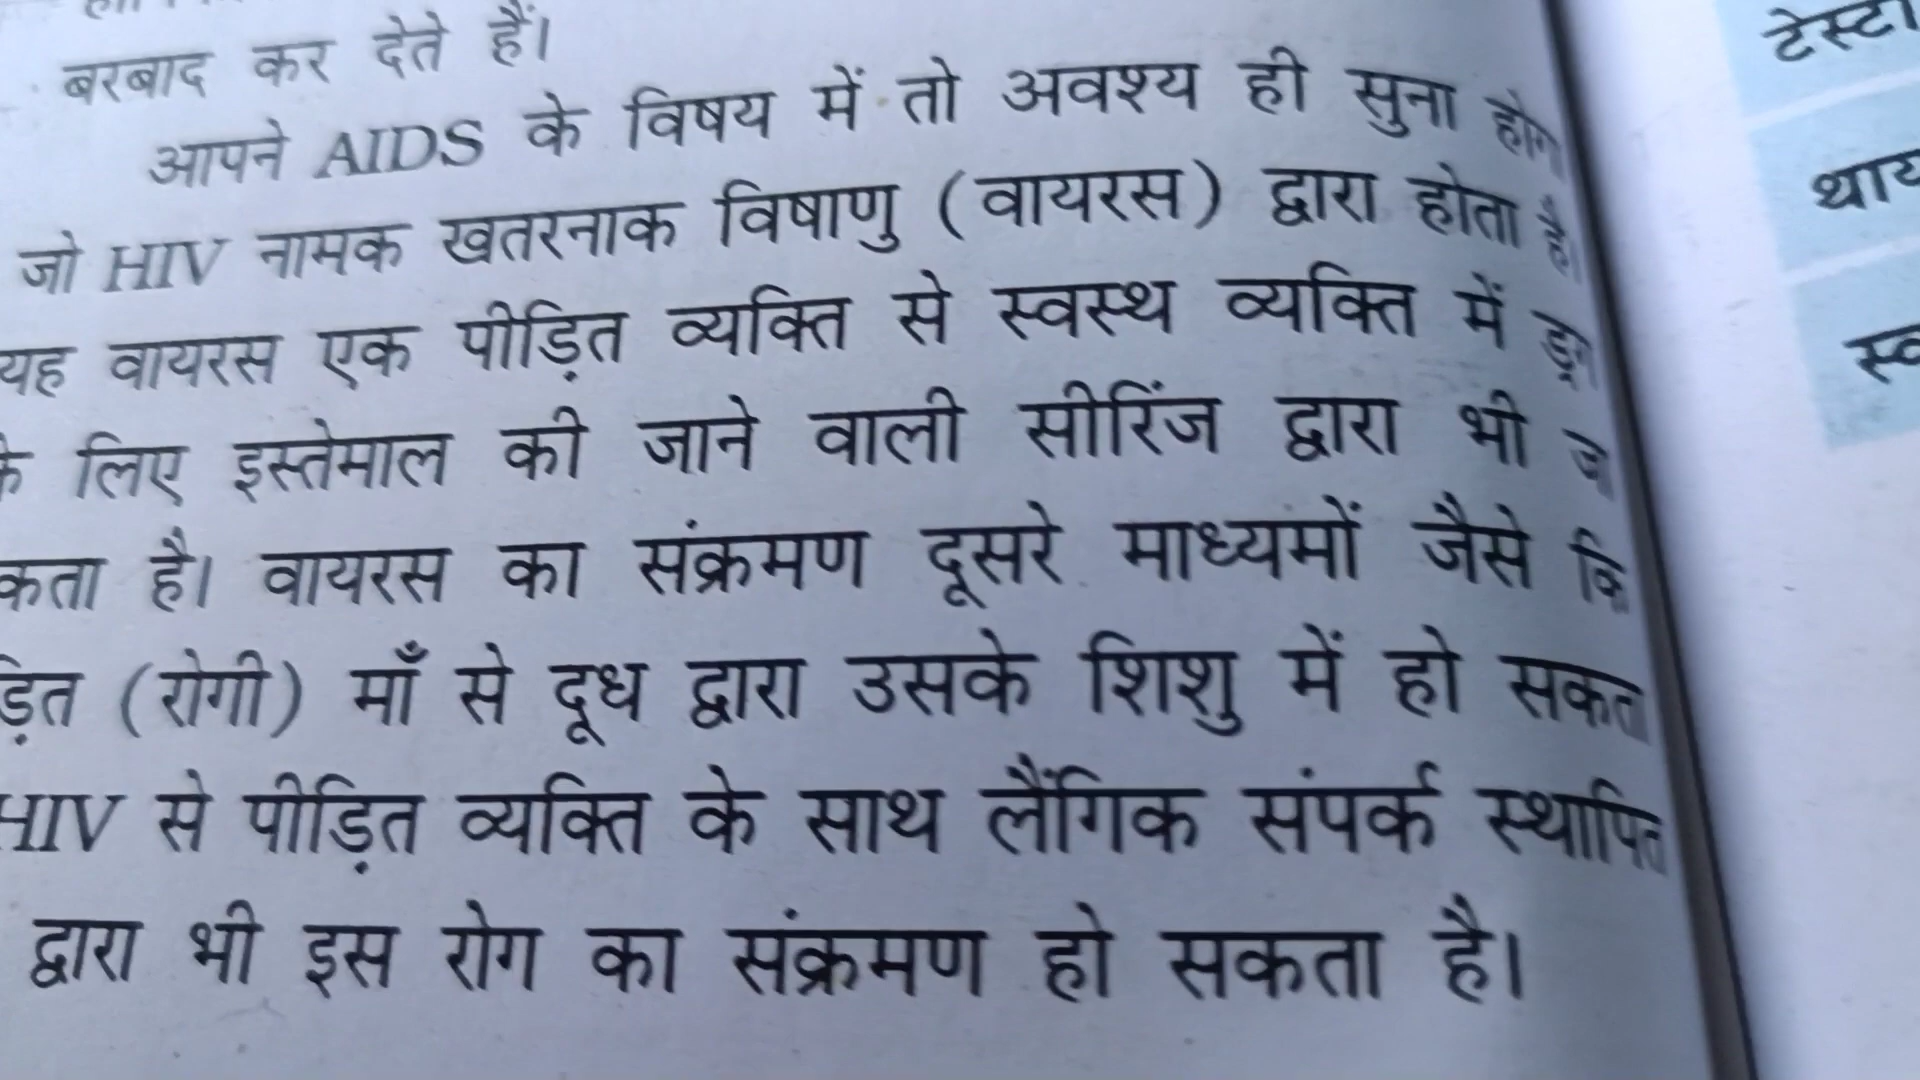 बरबाद कर देते हैं।
आपने AIDS के विषय में तो अवश्य ही सुना
जो HIV नामक खतरनाक विषाणु (वायरस) द्वारा होता है।
यह वायरस एक पीड़ित व्यक्ति से स्वस्थ व्यक्ति में
के लिए इस्तेमाल की जाने वाली सीरिंज द्वारा भी
कता है। वायरस का संक्रमण दूसरे माध्यमों जैसे कि
ड़ित (रोगी) माँ से दूध द्वारा उसके शिशु में हो सकता
HIV से पीड़ित व्यक्ति के साथ लैंगिक संपर्क स्थापित
द्वारा भी इस रोग का संक्रमण हो सकता है।
टेस्टा
थाय
स्व